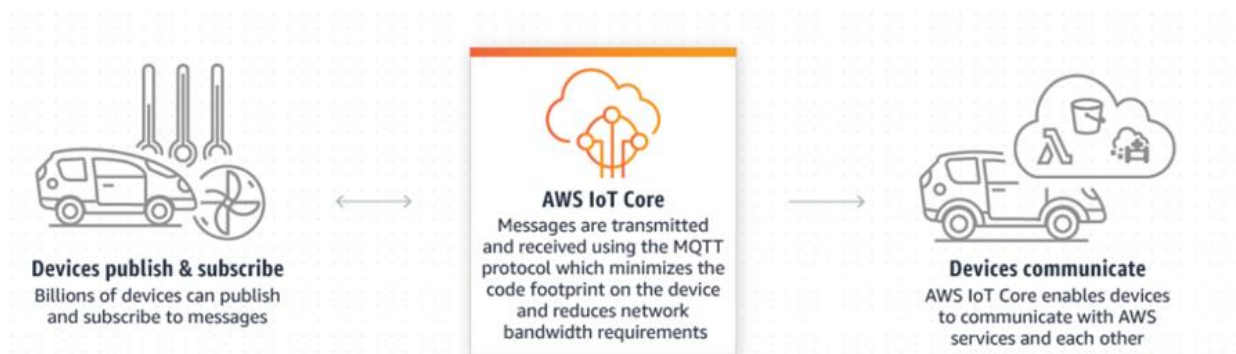 Devices publish & subscribe
Billions of devices can publish
and subscribe to messages
AWS IoT Core
Messages are transmitted
and received using the MQTT
protocol which minimizes the
code footprint on the device
and reduces network
bandwidth requirements
Devices communicate
AWS IoT Core enables devices
to communicate with AWS
services and each other